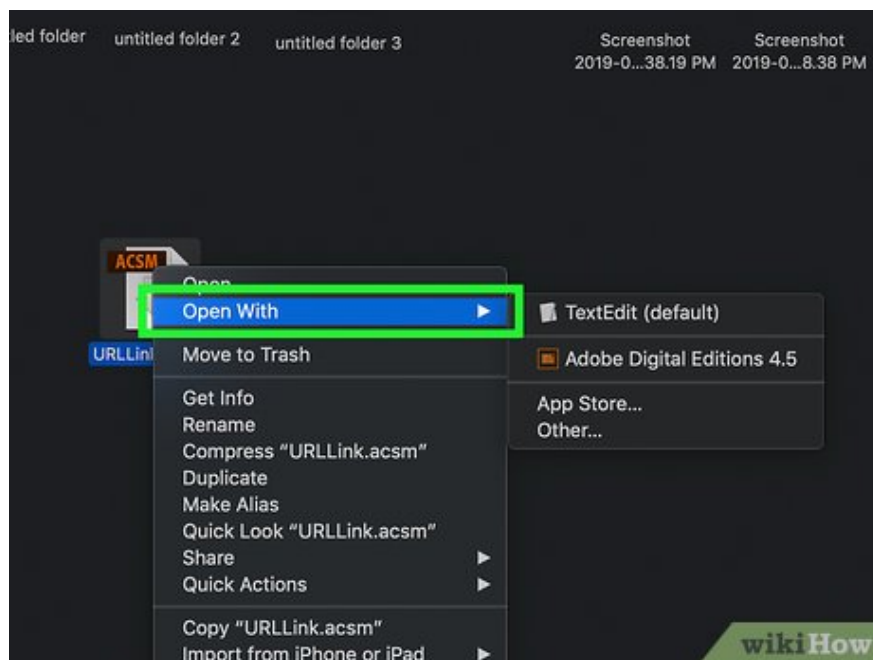 led folder
untitled folder 2
untitled folder 3
Screenshot
2019-0...38.19 PM
Screenshot
2019-0...8.38 PM
ACSM
URLLin
Open
Open With
Move to Trash
Get Info
Rename
Compress “URLLink.acsm”
Duplicate
Make Alias
Quick Look “URLLink.acsm”
Share
Quick Actions
Copy “URLLink.acsm”
Import from iPhone or iPad
TextEdit (default)
Adobe Digital Editions 4.5
App Store...
Other...
wikiHow